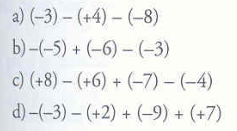 a) (-3) – (+4) – (-8)
b) –(-5) + (-6) – (-3)
c) (+8) – (+6) + (-7) – (-4)
d) –(-3) – (+2) + (-9) + (+7)